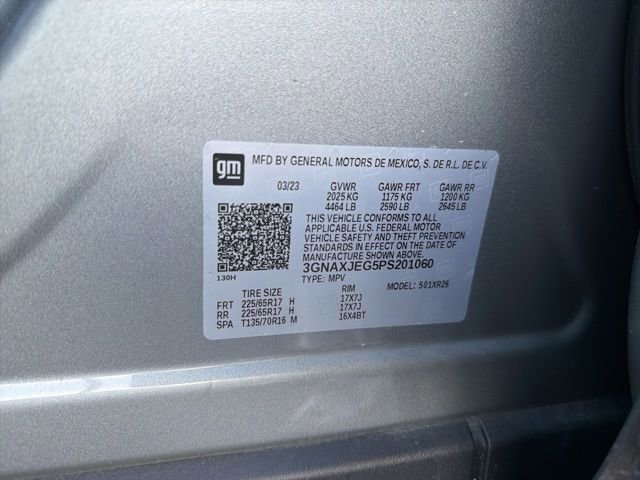 gm
MFD BY GENERAL MOTORS DE MEXICO, S. DE R.L. DE C.V.
03/23 GVWR GAWR FRT GAWR RR
2025 KG 1175 KG 1200 KG
4464 LB 2590 LB 2645 LB
THIS VEHICLE CONFORMS TO ALL
APPLICABLE U.S. FEDERAL MOTOR
VEHICLE SAFETY AND THEFT PREVENTION
STANDARDS IN EFFECT ON THE DATE OF
MANUFACTURE SHOWN ABOVE.
3GNAXJEG5PS201060
130H
TYPE: MPV MODEL: 501XR26
TIRE SIZE RIM
FRT 225/65R17 H 17X7J
RR 225/65R17 H 17X7J
SPA T135/70R16 M 16X4BT